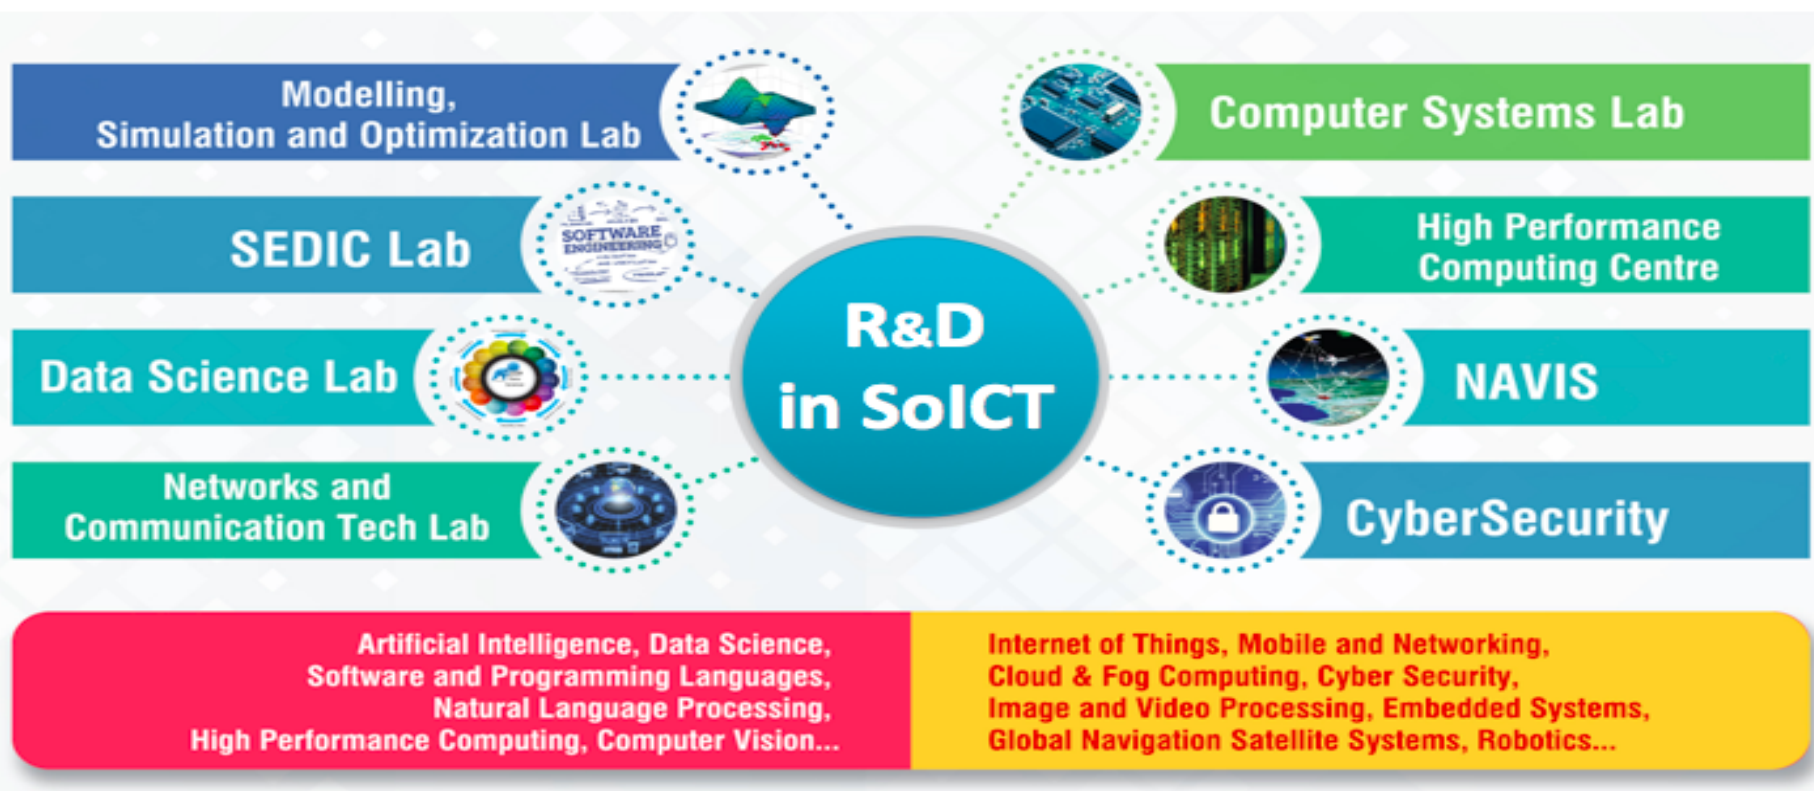 Modelling,
Simulation and Optimization Lab
SEDIC Lab
SOFTWARE
ENGINEERING
Data Science Lab
Networks and
Communication Tech Lab
R&D
in SoICT
Computer Systems Lab
High Performance
Computing Centre
NAVIS
CyberSecurity
Artificial Intelligence, Data Science,
Software and Programming Languages,
Natural Language Processing,
High Performance Computing, Computer Vision...
Internet of Things, Mobile and Networking,
Cloud & Fog Computing, Cyber Security,
Image and Video Processing, Embedded Systems,
Global Navigation Satellite Systems, Robotics...